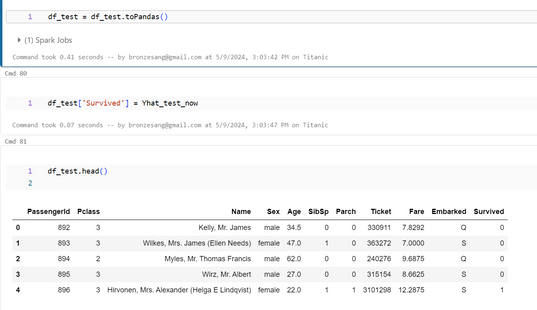 1 df_test = df_test.toPandas()
(1) Spark Jobs
Command took 0.41 seconds -- by bronzesang@gmail.com at 5/9/2024, 3:03:42 PM on Titanic
Cmd 80
1 df_test['Survived'] = Yhat_test_now
Command took 0.07 seconds -- by bronzesang@gmail.com at 5/9/2024, 3:03:47 PM on Titanic
Cmd 81
1 df_test.head()
2
PassengerId Pclass Name Sex Age SibSp Parch Ticket Fare Embarked Survived
0 892 3 Kelly, Mr. James male 34.5 0 0 330911 7.8292 Q 0
1 893 3 Wilkes, Mrs. James (Ellen Needs) female 47.0 1 0 363272 7.0000 S 0
2 894 2 Myles, Mr. Thomas Francis male 62.0 0 0 240276 9.6875 Q 0
3 895 3 Wirz, Mr. Albert male 27.0 0 0 315154 8.6625 S 0
4 896 3 Hirvonen, Mrs. Alexander (Helga E Lindqvist) female 22.0 1 1 3101298 12.2875 S 1